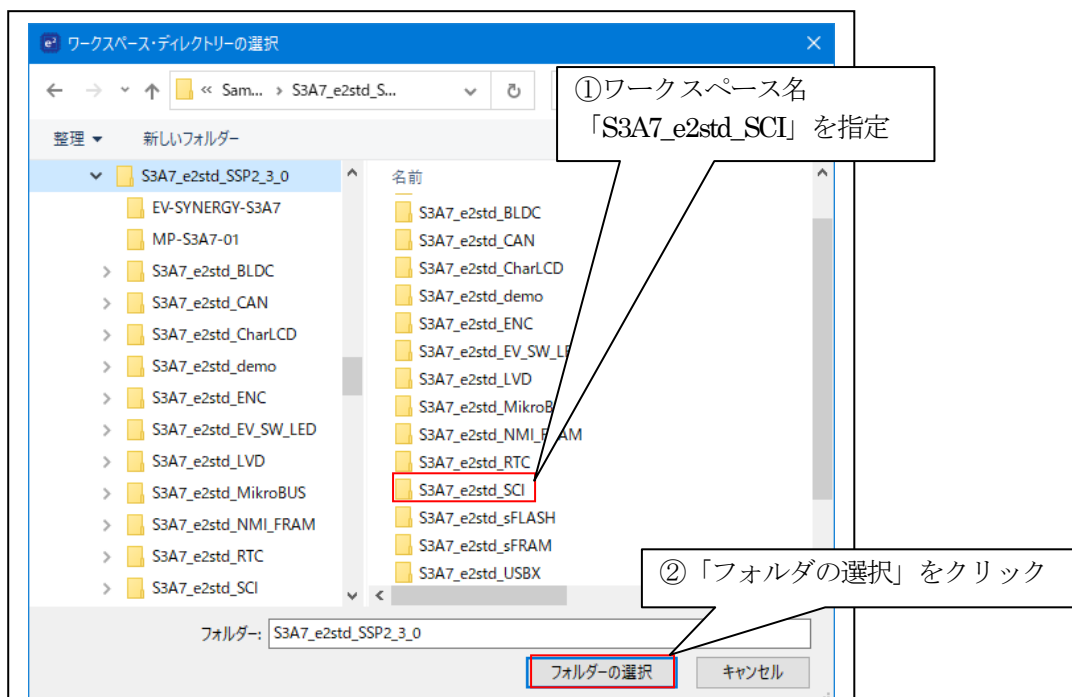 e²
ワークスペース・ディレクトリーの選択
« Sam... › S3A7_e2std_S...
①ワークスペース名
「S3A7_e2std_SCI」を指定
整理
新しいフォルダー
S3A7_e2std_SSP2_3_0
EV-SYNERGY-S3A7
MP-S3A7-01
S3A7_e2std_BLDC
S3A7_e2std_CAN
S3A7_e2std_CharLCD
S3A7_e2std_demo
S3A7_e2std_ENC
S3A7_e2std_EV_SW_LED
S3A7_e2std_LVD
S3A7_e2std_MikroBUS
S3A7_e2std_NMI_FRAM
S3A7_e2std_RTC
S3A7_e2std_SCI
名前
S3A7_e2std_BLDC
S3A7_e2std_CAN
S3A7_e2std_CharLCD
S3A7_e2std_demo
S3A7_e2std_ENC
S3A7_e2std_EV_SW_LE
S3A7_e2std_LVD
S3A7_e2std_MikroB
S3A7_e2std_NMI_FRAM
S3A7_e2std_RTC
S3A7_e2std_SCI
S3A7_e2std_sFLASH
S3A7_e2std_sFRAM
S3A7_e2std_USBX
②「フォルダの選択」をクリック
フォルダー: S3A7_e2std_SSP2_3_0
フォルダーの選択
キャンセル